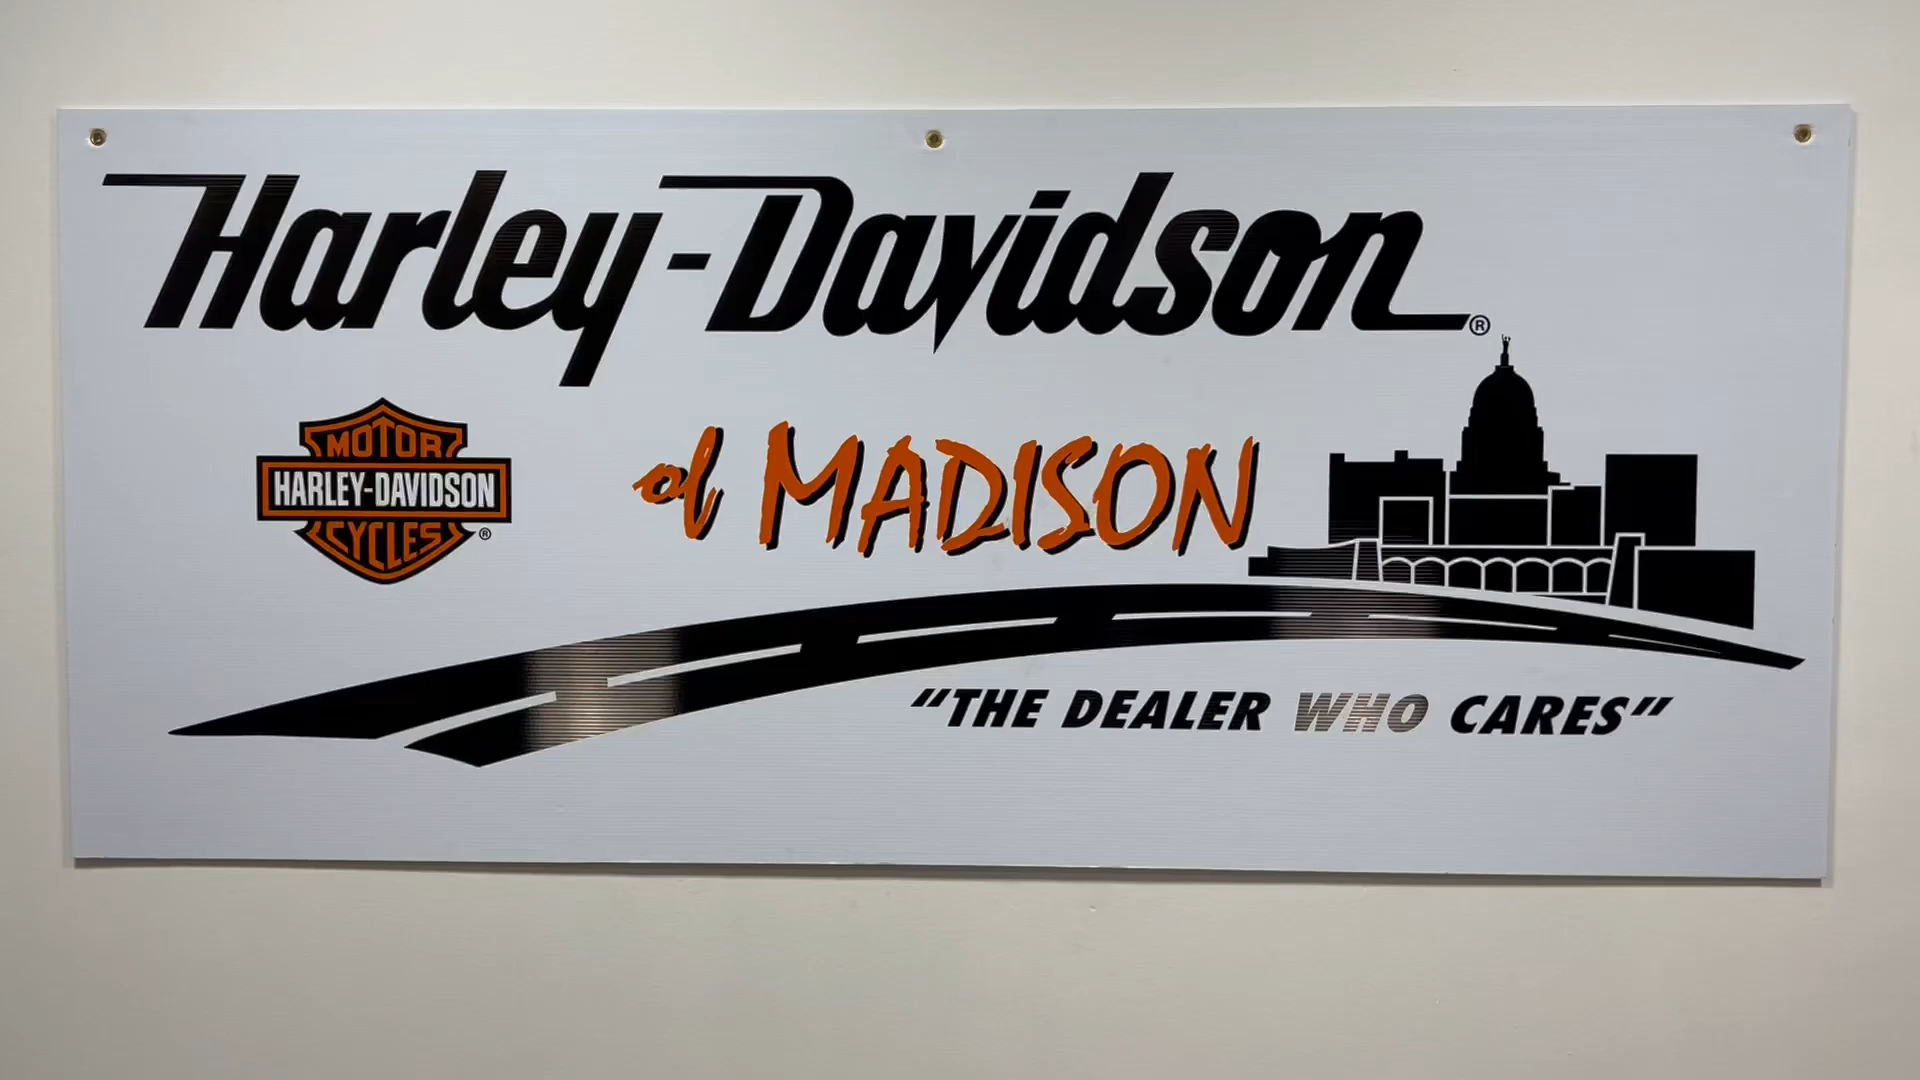 Harley-Davidson®
MOTOR
HARLEY-DAVIDSON
CYCLES®
of MADISON
"THE DEALER WHO CARES"